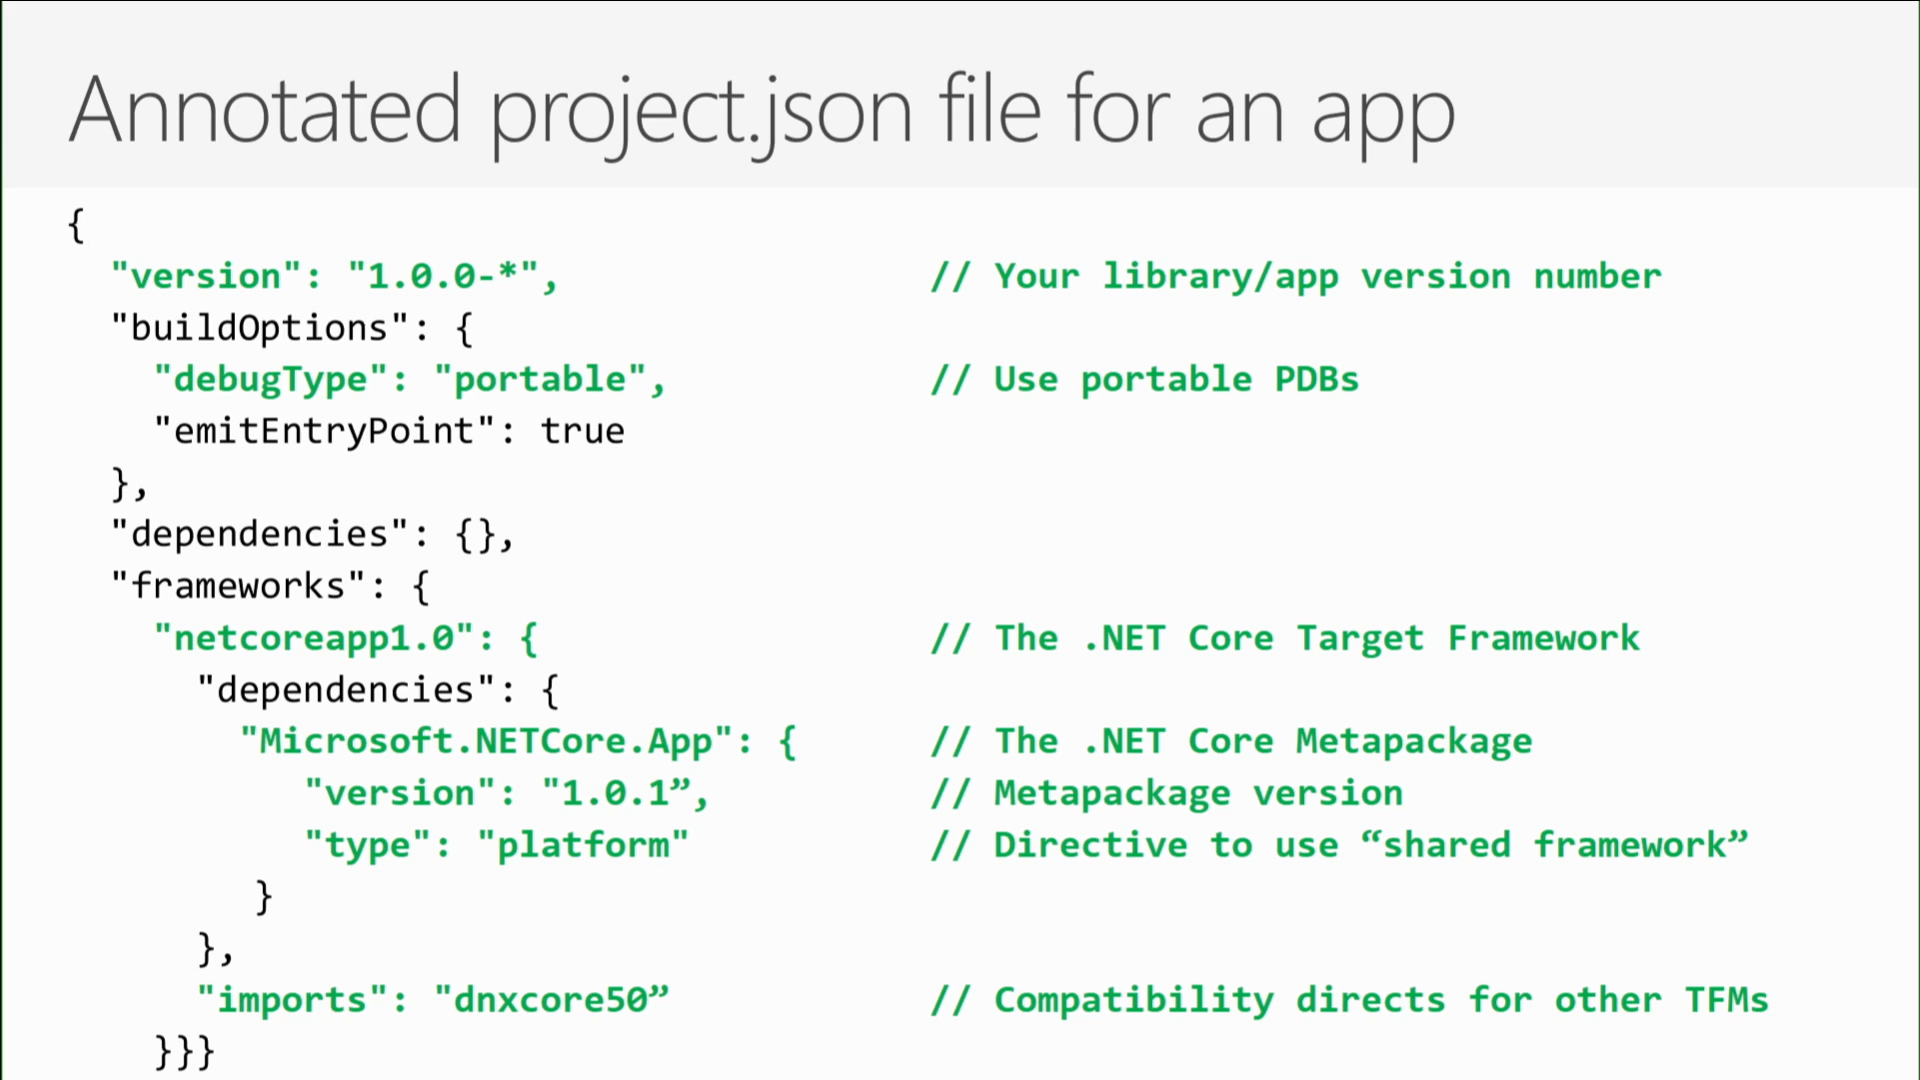 Annotated project.json file for an app
{
"version": "1.0.0-*", // Your library/app version number
"buildOptions": {
"debugType": "portable", // Use portable PDBs
"emitEntryPoint": true
},
"dependencies": {},
"frameworks": {
"netcoreapp1.0": { // The .NET Core Target Framework
"dependencies": {
"Microsoft.NETCore.App": { // The .NET Core Metapackage
"version": "1.0.1”, // Metapackage version
"type": "platform" // Directive to use “shared framework”
}
},
"imports": "dnxcore50” // Compatibility directs for other TFMs
}}}